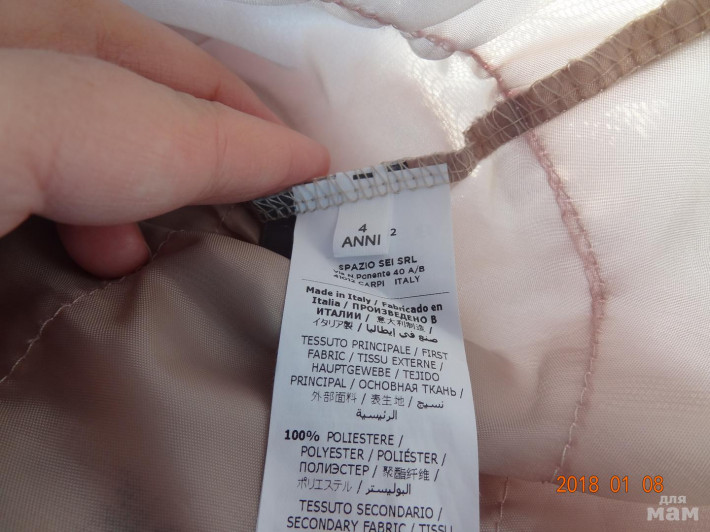 4
ANNI
2
SPAZIO SEI SRL
Ponente 40 A/B
CARPI ITALY
Made in Italy / Fabricado en
Italia / ПРОИЗВЕДЕНО В
ИТАЛИИ / 意大利制造 /
イタリア製 / صنع في إيطاليا /
TESSUTO PRINCIPALE / FIRST
FABRIC / TISSU EXTERNE /
HAUPTGEWEBE / TEJIDO
PRINCIPAL / ОСНОВНАЯ ТКАНЬ /
外部面料 / 表生地 / نسيج
الرئيسية
100% POLIESTERE /
POLYESTER / POLIÉSTER /
ПОЛИЭСТЕР / 聚酯纤维 /
ポリエステル / البوليستر
TESSUTO SECONDARIO /
SECONDARY FABRIC / TISSU
2018 01 08
для
мам